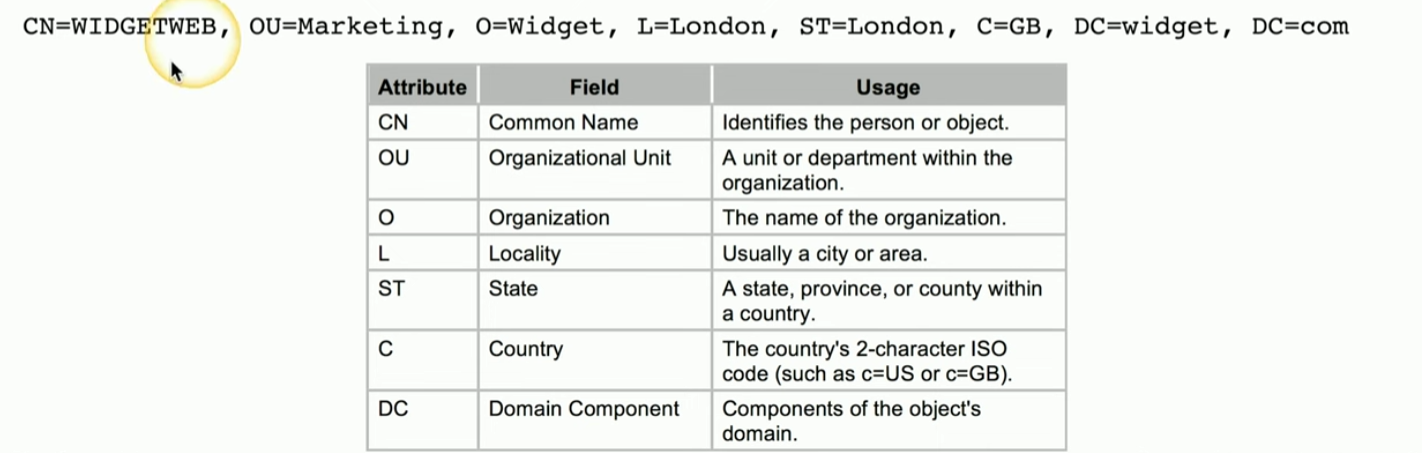 CN=WIDGETWEB, OU=Marketing, O=Widget, L=London, ST=London, C=GB, DC=widget, DC=com
Attribute Field Usage
CN Common Name Identifies the person or object.
OU Organizational Unit A unit or department within the
organization.
O Organization The name of the organization.
L Locality Usually a city or area.
ST State A state, province, or county within
a country.
C Country The country's 2-character ISO
code (such as c=US or c=GB).
DC Domain Component Components of the object's
domain.